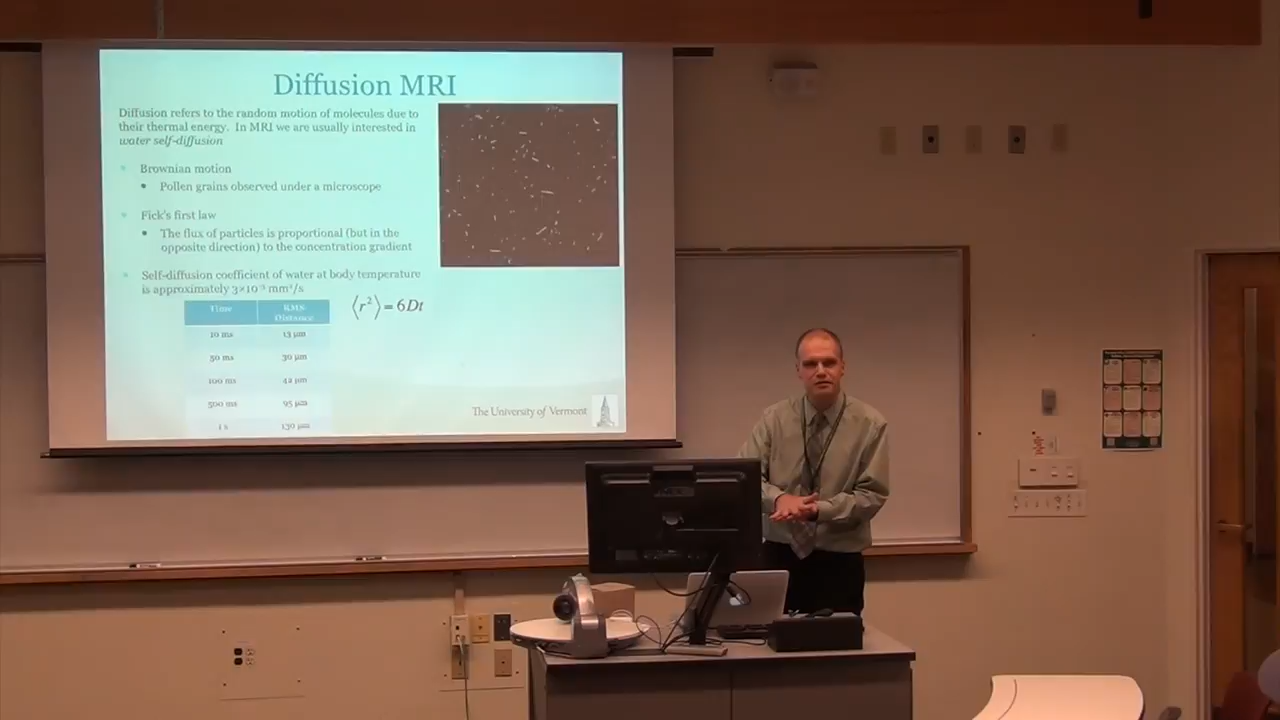 Diffusion MRI
Diffusion refers to the random motion of molecules due to
their thermal energy. In MRI we are usually interested in
water self-diffusion
Brownian motion
Pollen grains observed under a microscope
Fick's first law
The flux of particles is proportional (but in the
opposite direction) to the concentration gradient
Self-diffusion coefficient of water at body temperature
is approximately 3×10⁻³ mm²/s
⟨r²⟩ = 6Dt
Time RMS Distance
10 ms 13 µm
50 ms 30 µm
100 ms 42 µm
500 ms 95 µm
1 s 130 µm
The University of Vermont